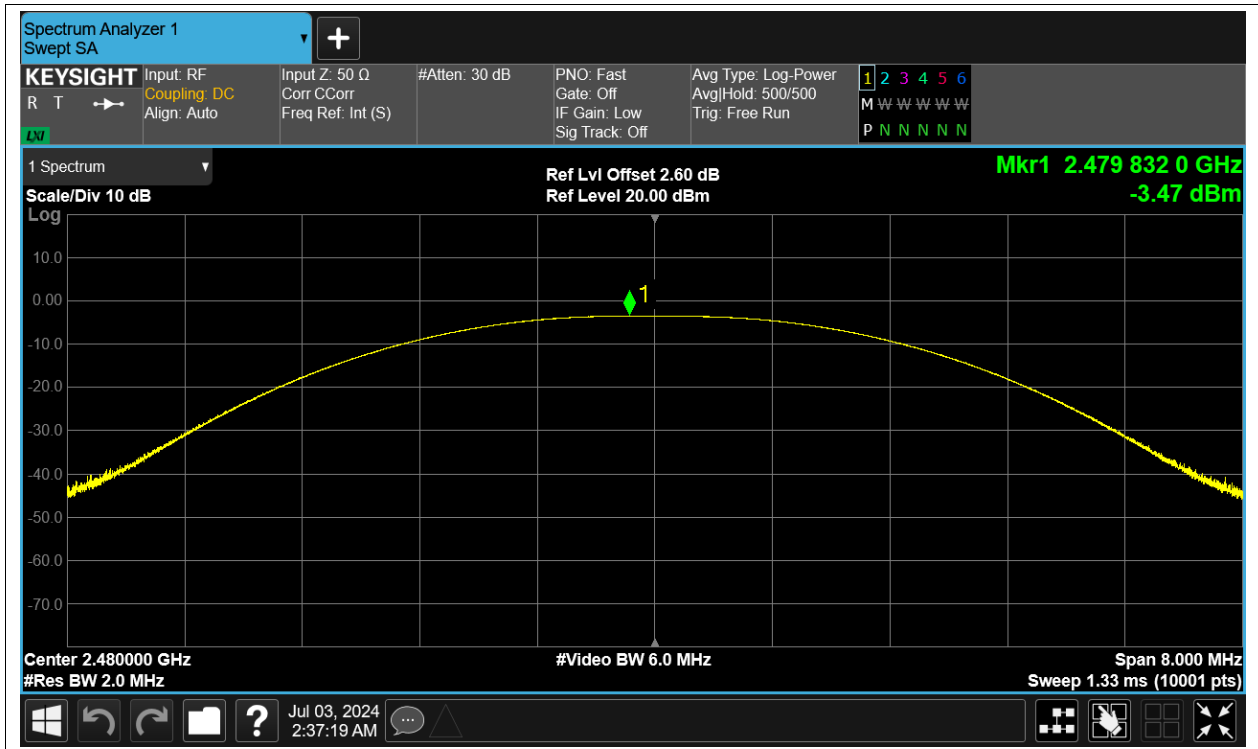 Spectrum Analyzer 1
Swept SA
KEYSIGHT
R T
LXI
Input: RF
Coupling: DC
Align: Auto
Input Z: 50 Ω
Corr CCorr
Freq Ref: Int (S)
#Atten: 30 dB
PNO: Fast
Gate: Off
IF Gain: Low
Sig Track: Off
Avg Type: Log-Power
Avg|Hold: 500/500
Trig: Free Run
1 2 3 4 5 6
M W W W W W
P N N N N N
1 Spectrum
Scale/Div 10 dB
Ref Lvl Offset 2.60 dB
Ref Level 20.00 dBm
Mkr1 2.479 832 0 GHz
-3.47 dBm
Log
10.0
0.00
-10.0
-20.0
-30.0
-40.0
-50.0
-60.0
-70.0
1
Center 2.480000 GHz
#Res BW 2.0 MHz
#Video BW 6.0 MHz
Span 8.000 MHz
Sweep 1.33 ms (10001 pts)
?
Jul 03, 2024
2:37:19 AM